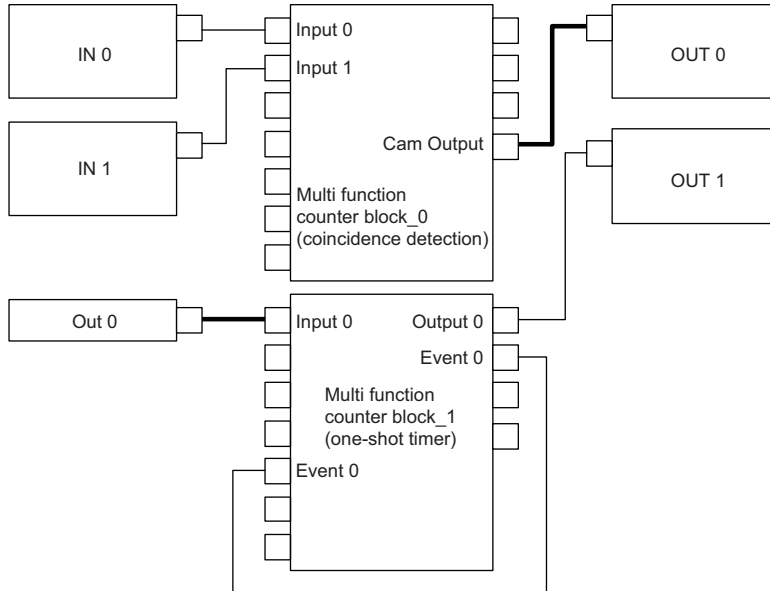 IN 0
Input 0
OUT 0
Input 1
Cam Output
IN 1
OUT 1
Multi function
counter block_0
(coincidence detection)
Out 0
Input 0
Output 0
Event 0
Multi function
counter block_1
(one-shot timer)
Event 0